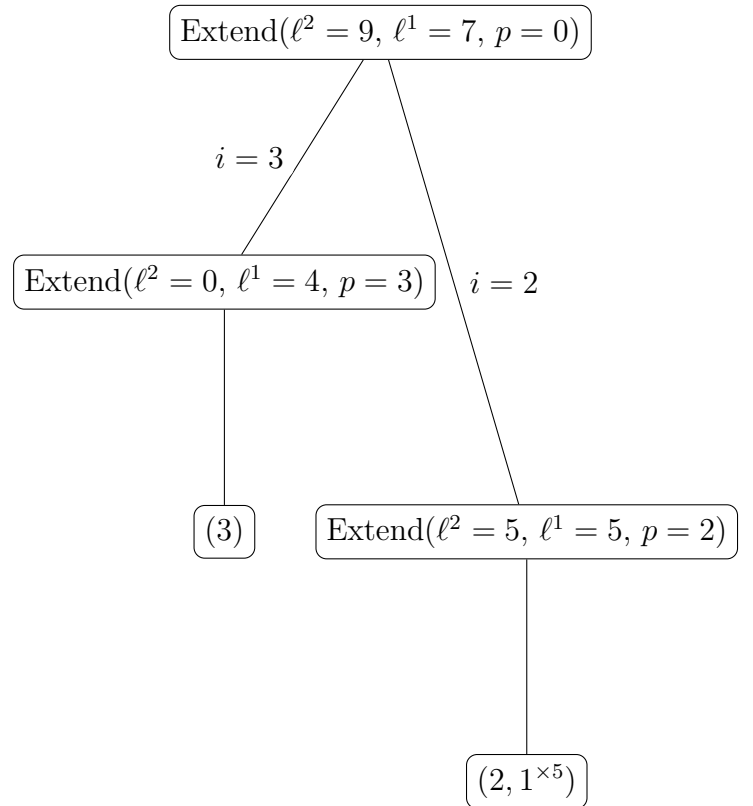 Extend(ℓ² = 9, ℓ¹ = 7, p = 0)
i = 3
Extend(ℓ² = 0, ℓ¹ = 4, p = 3)
i = 2
(3)
Extend(ℓ² = 5, ℓ¹ = 5, p = 2)
(2, 1^{×5})